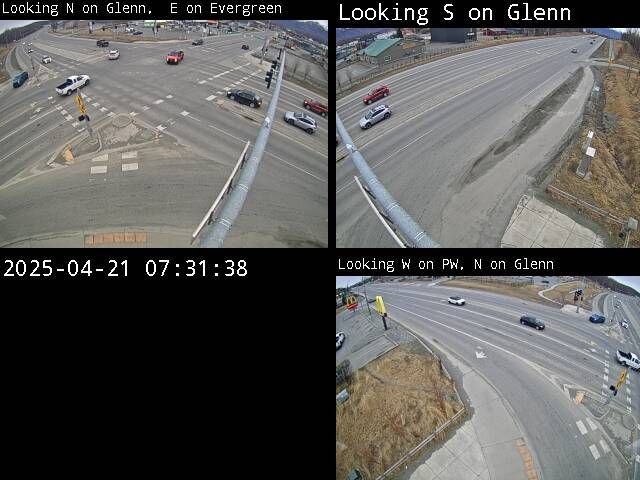 Looking N on Glenn,  E on Evergreen
Looking S on Glenn
2025-04-21 07:31:38
Looking W on PW, N on Glenn